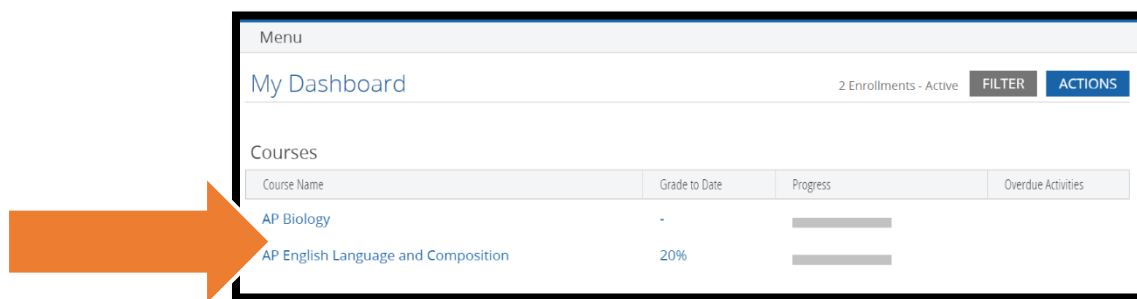 Menu
My Dashboard
2 Enrollments - Active FILTER ACTIONS
Courses
Course Name Grade to Date Progress Overdue Activities
AP Biology -
AP English Language and Composition 20%